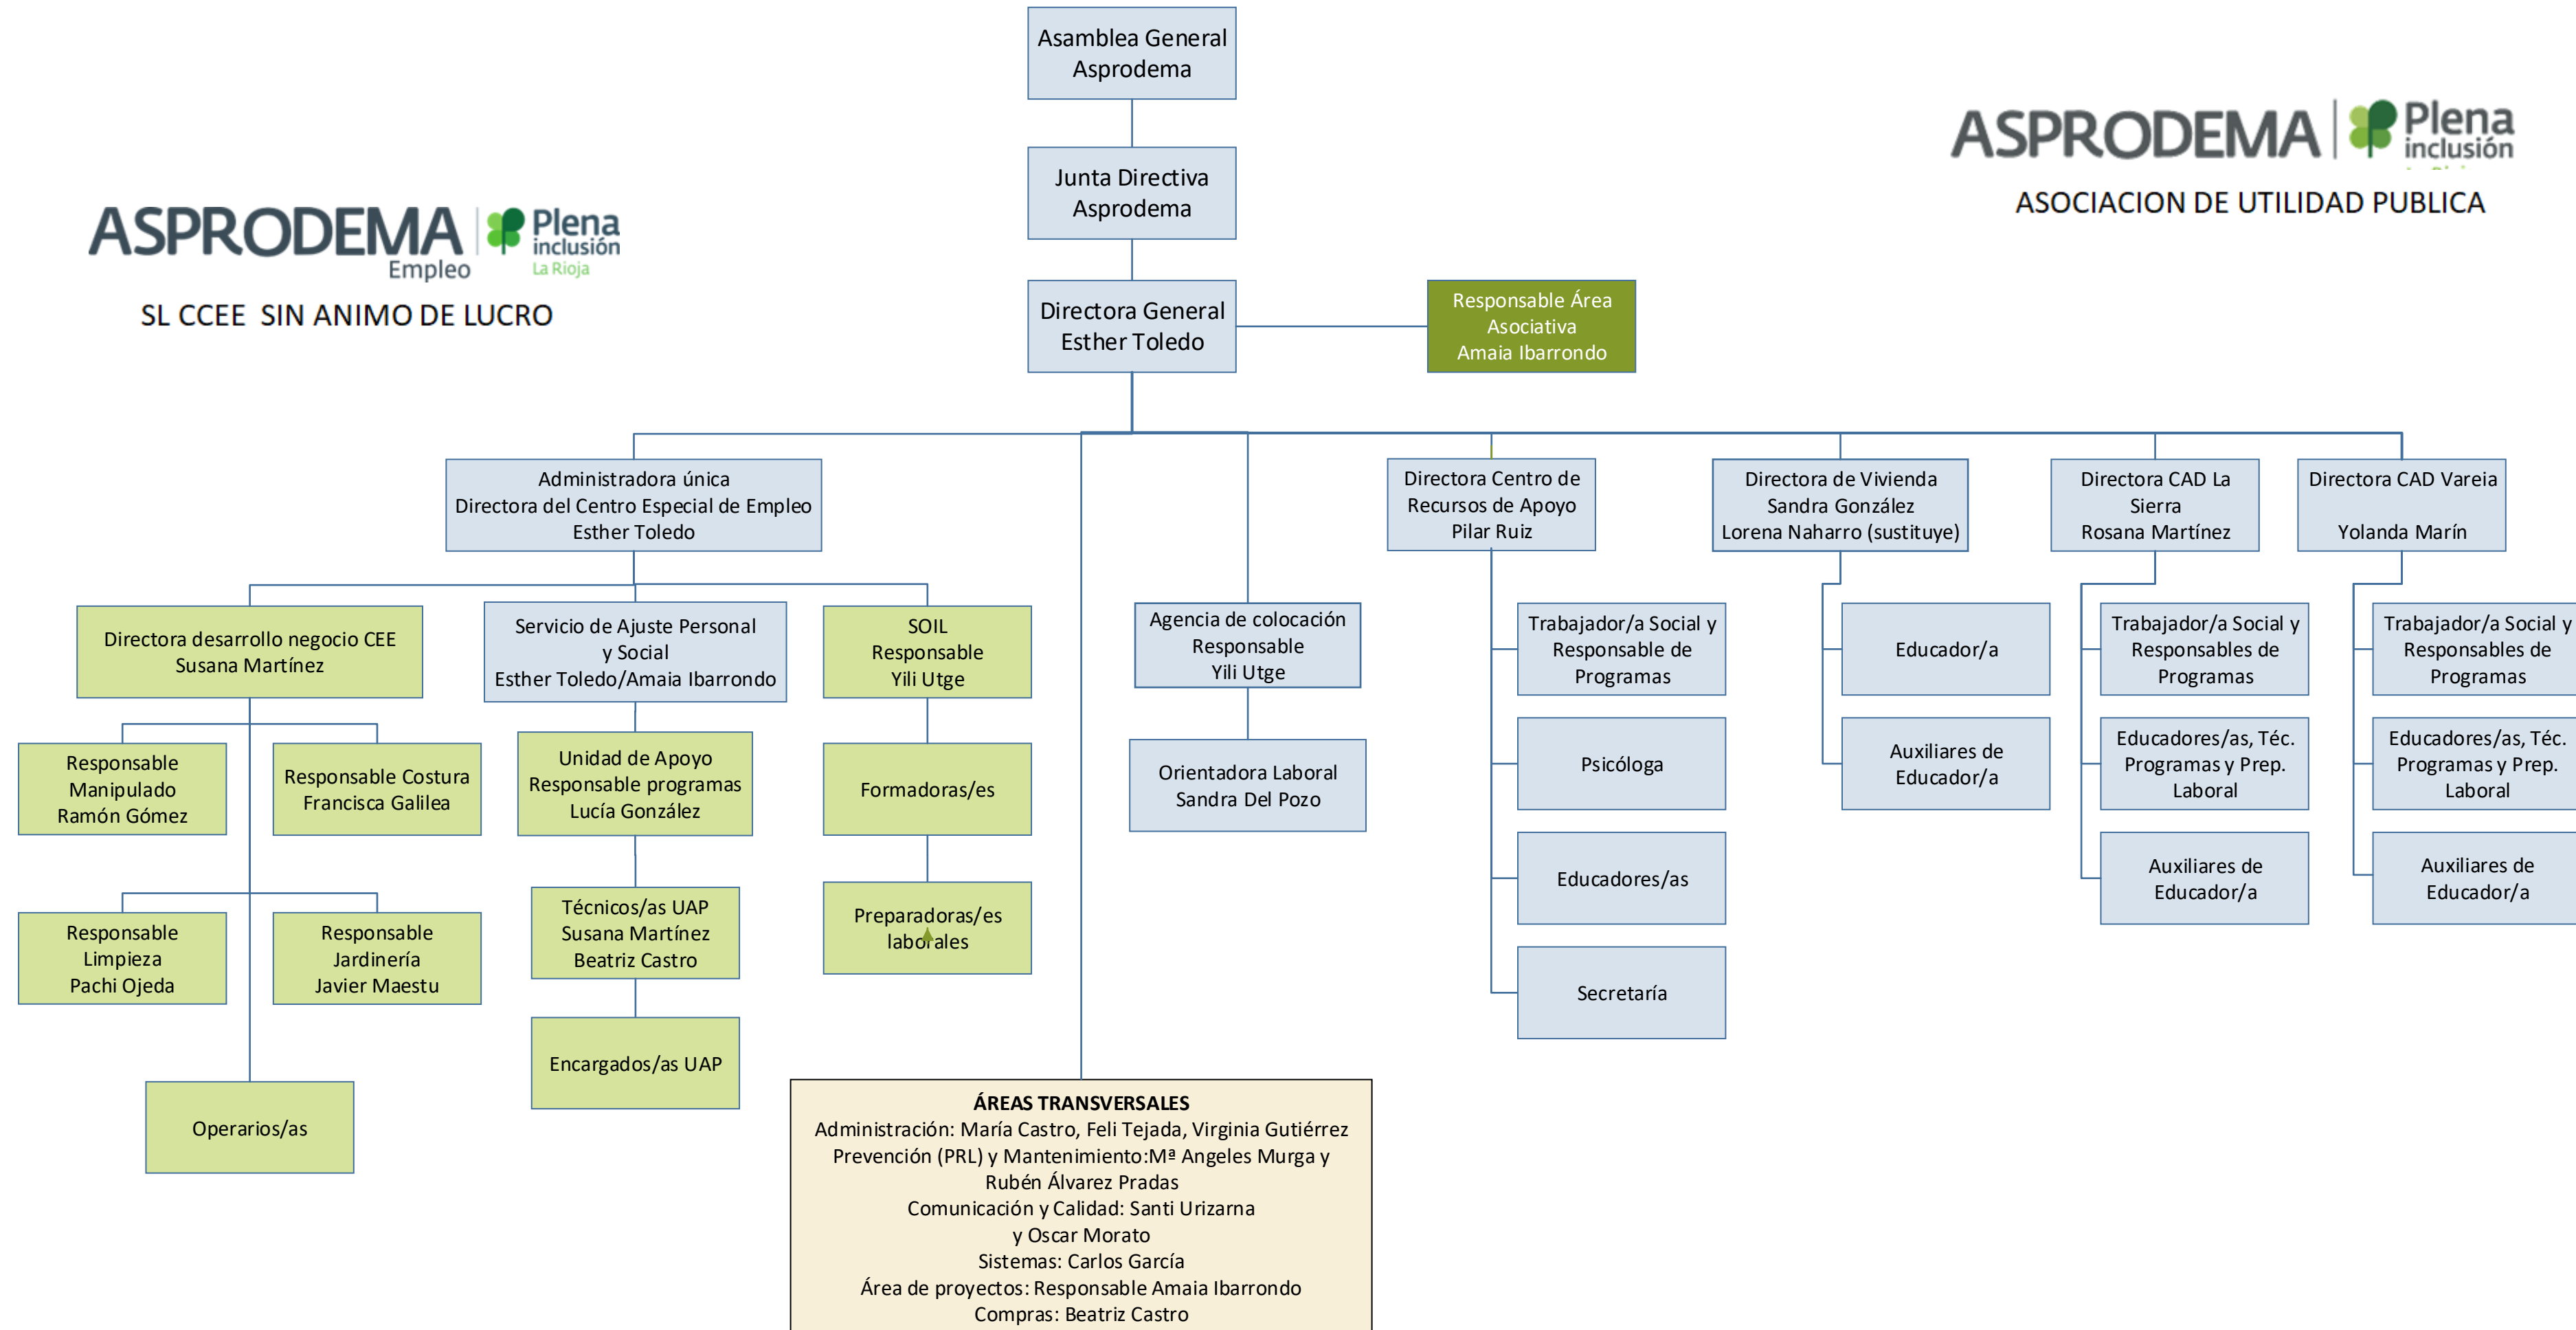 Asamblea General
Asprodema
Junta Directiva
Asprodema
Directora General
Esther Toledo
Responsable Área
Asociativa
Amaia Ibarrondo
ASPRODEMA
Empleo
Plena
inclusión
La Rioja
SL CCEE SIN ANIMO DE LUCRO
ASPRODEMA
Plena
inclusión
ASOCIACION DE UTILIDAD PUBLICA
Administradora única
Directora del Centro Especial de Empleo
Esther Toledo
Directora desarrollo negocio CEE
Susana Martínez
Responsable
Manipulado
Ramón Gómez
Responsable Costura
Francisca Galilea
Responsable
Limpieza
Pachi Ojeda
Responsable
Jardinería
Javier Maestu
Operarios/as
Servicio de Ajuste Personal
y Social
Esther Toledo/Amaia Ibarrondo
Unidad de Apoyo
Responsable programas
Lucía González
Técnicos/as UAP
Susana Martínez
Beatriz Castro
Encargados/as UAP
SOIL
Responsable
Yili Utge
Formadoras/es
Preparadoras/es
laborales
Agencia de colocación
Responsable
Yili Utge
Orientadora Laboral
Sandra Del Pozo
Directora Centro de
Recursos de Apoyo
Pilar Ruiz
Trabajador/a Social y
Responsable de
Programas
Psicóloga
Educadores/as
Secretaría
Directora de Vivienda
Sandra González
Lorena Naharro (sustituye)
Educador/a
Auxiliares de
Educador/a
Directora CAD La
Sierra
Rosana Martínez
Trabajador/a Social y
Responsables de
Programas
Educadores/as, Téc.
Programas y Prep.
Laboral
Auxiliares de
Educador/a
Directora CAD Vareia
Yolanda Marín
Trabajador/a Social y
Responsables de
Programas
Educadores/as, Téc.
Programas y Prep.
Laboral
Auxiliares de
Educador/a
ÁREAS TRANSVERSALES
Administración: María Castro, Feli Tejada, Virginia Gutiérrez
Prevención (PRL) y Mantenimiento:Mª Angeles Murga y
Rubén Álvarez Pradas
Comunicación y Calidad: Santi Urizarna
y Oscar Morato
Sistemas: Carlos García
Área de proyectos: Responsable Amaia Ibarrondo
Compras: Beatriz Castro